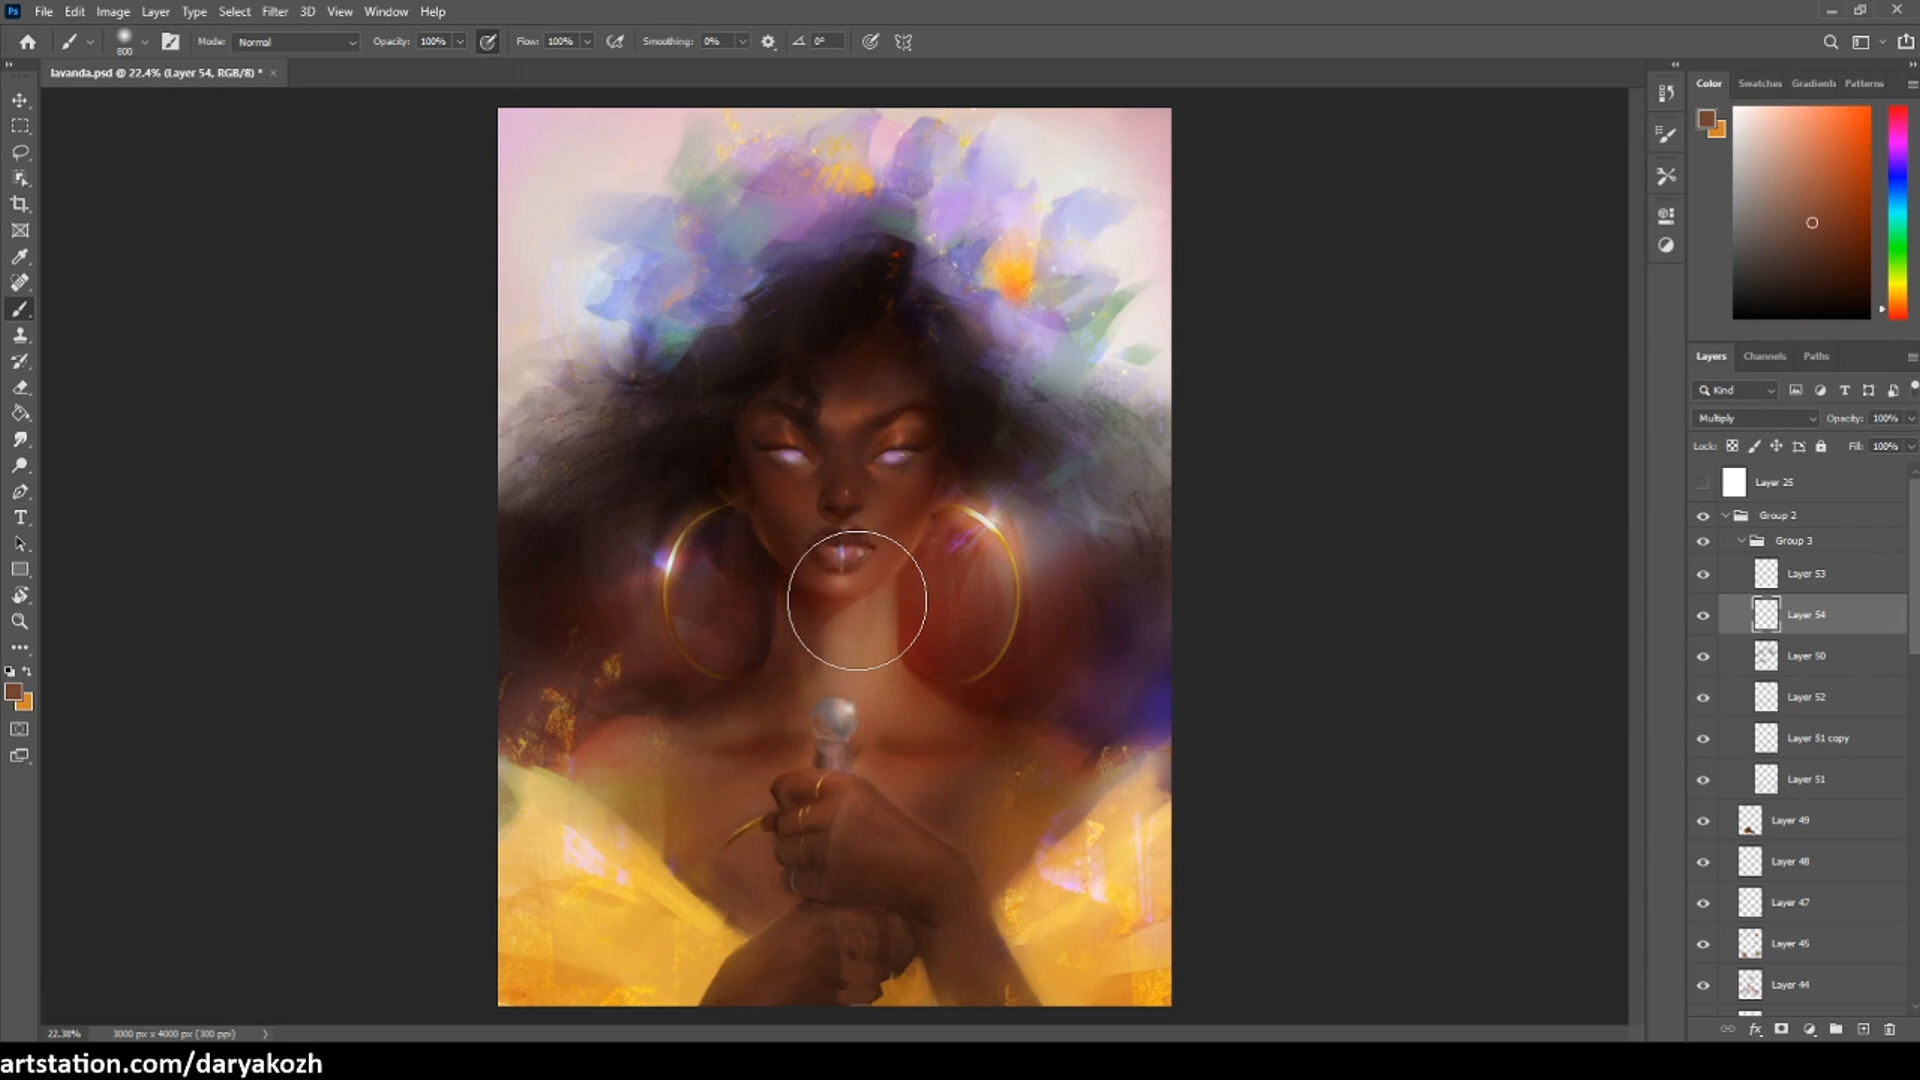 Ps File Edit Image Layer Type Select Filter 3D View Window Help
800 Mode: Normal Opacity: 100% Flow: 100% Smoothing: 0% 0°
lavanda.psd @ 22.4% (Layer 54, RGB/8) * ×
Color Swatches Gradients Patterns
Layers Channels Paths
Kind
Multiply Opacity: 100%
Lock: Fill: 100%
Layer 25
Group 2
Group 3
Layer 53
Layer 54
Layer 50
Layer 52
Layer 51 copy
Layer 51
Layer 49
Layer 48
Layer 47
Layer 45
Layer 44
22.38% 3000 px x 4000 px (300 ppi)
artstation.com/daryakozh